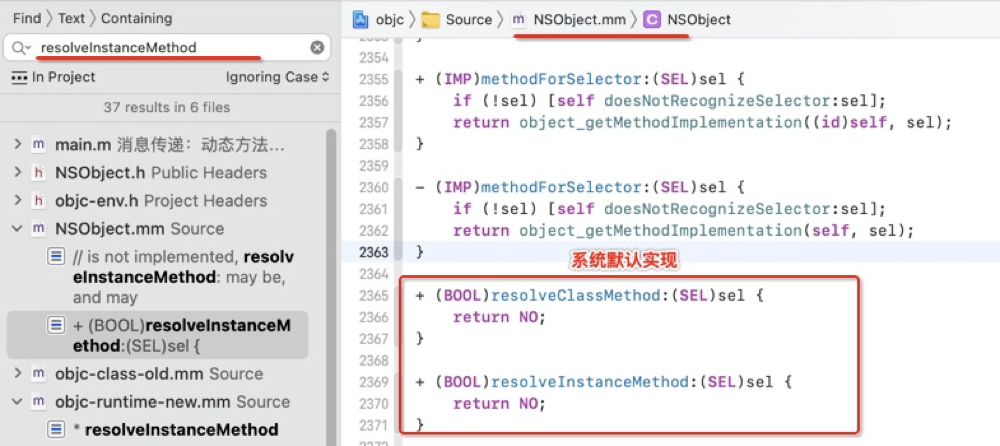 Find 〉 Text 〉 Containing
resolveInstanceMethod
In Project
Ignoring Case
37 results in 6 files
main.m 消息传递：动态方法...
NSObject.h Public Headers
objc-env.h Project Headers
NSObject.mm Source
// is not implemented, resolv
eInstanceMethod: may be,
and may
+ (BOOL)resolveInstanceM
ethod:(SEL)sel {
objc-class-old.mm Source
objc-runtime-new.mm Source
* resolveInstanceMethod
objc 〉 Source 〉 m NSObject.mm 〉 C NSObject
2354
2355 + (IMP)methodForSelector:(SEL)sel {
2356 if (!sel) [self doesNotRecognizeSelector:sel];
2357 return object_getMethodImplementation((id)self, sel);
2358 }
2359
2360 - (IMP)methodForSelector:(SEL)sel {
2361 if (!sel) [self doesNotRecognizeSelector:sel];
2362 return object_getMethodImplementation(self, sel);
2363 }
系统默认实现
2364
2365 + (BOOL)resolveClassMethod:(SEL)sel {
2366 return NO;
2367 }
2368
2369 + (BOOL)resolveInstanceMethod:(SEL)sel {
2370 return NO;
2371 }
2372